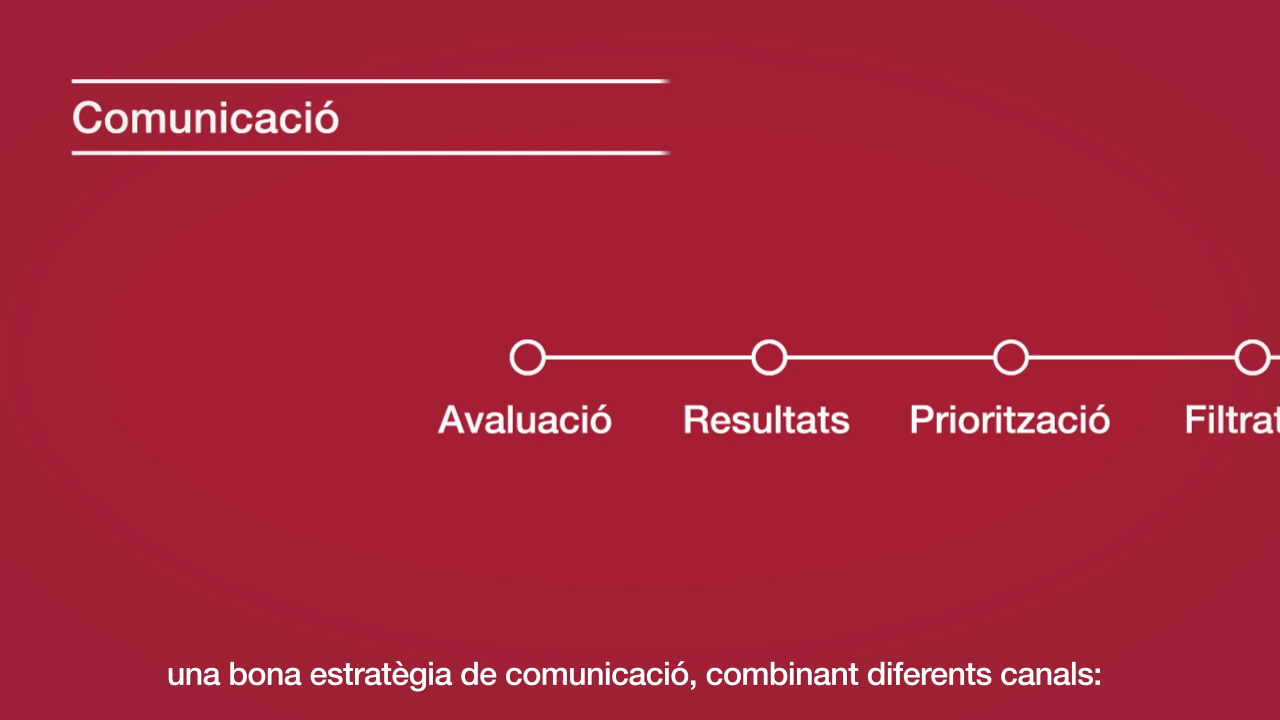 Comunicació
Avaluació Resultats Priorització
una bona estratègia de comunicació, combinant diferents canals: